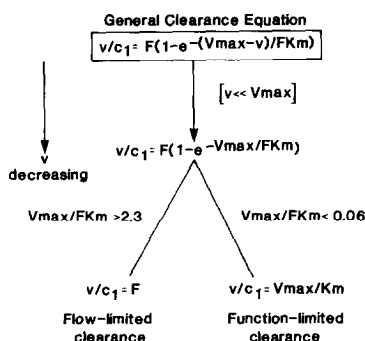 General Clearance Equation
v/c₁= F(1-e⁻(Vmax-v)/FKm)
[v<< Vmax]
v
decreasing
v/c₁= F(1-e⁻Vmax/FKm)
Vmax/FKm >2.3
Vmax/FKm< 0.06
v/c₁= F
v/c₁= Vmax/Km
Flow-limited
clearance
Function-limited
clearance